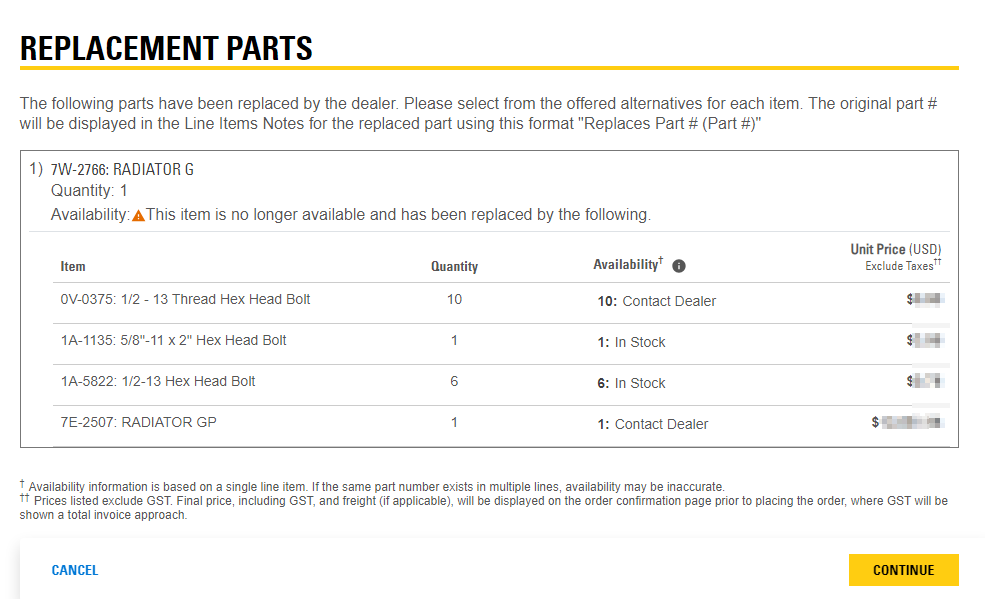 REPLACEMENT PARTS
The following parts have been replaced by the dealer. Please select from the offered alternatives for each item. The original part #
will be displayed in the Line Items Notes for the replaced part using this format "Replaces Part # (Part #)"
1) 7W-2766: RADIATOR G
Quantity: 1
Availability: This item is no longer available and has been replaced by the following.
Item Quantity Availability† Unit Price (USD)
Exclude Taxes††
0V-0375: 1/2 - 13 Thread Hex Head Bolt 10 10: Contact Dealer $
1A-1135: 5/8"-11 x 2" Hex Head Bolt 1 1: In Stock $
1A-5822: 1/2-13 Hex Head Bolt 6 6: In Stock $
7E-2507: RADIATOR GP 1 1: Contact Dealer $
† Availability information is based on a single line item. If the same part number exists in multiple lines, availability may be inaccurate.
†† Prices listed exclude GST. Final price, including GST, and freight (if applicable), will be displayed on the order confirmation page prior to placing the order, where GST will be
shown a total invoice approach.
CANCEL CONTINUE